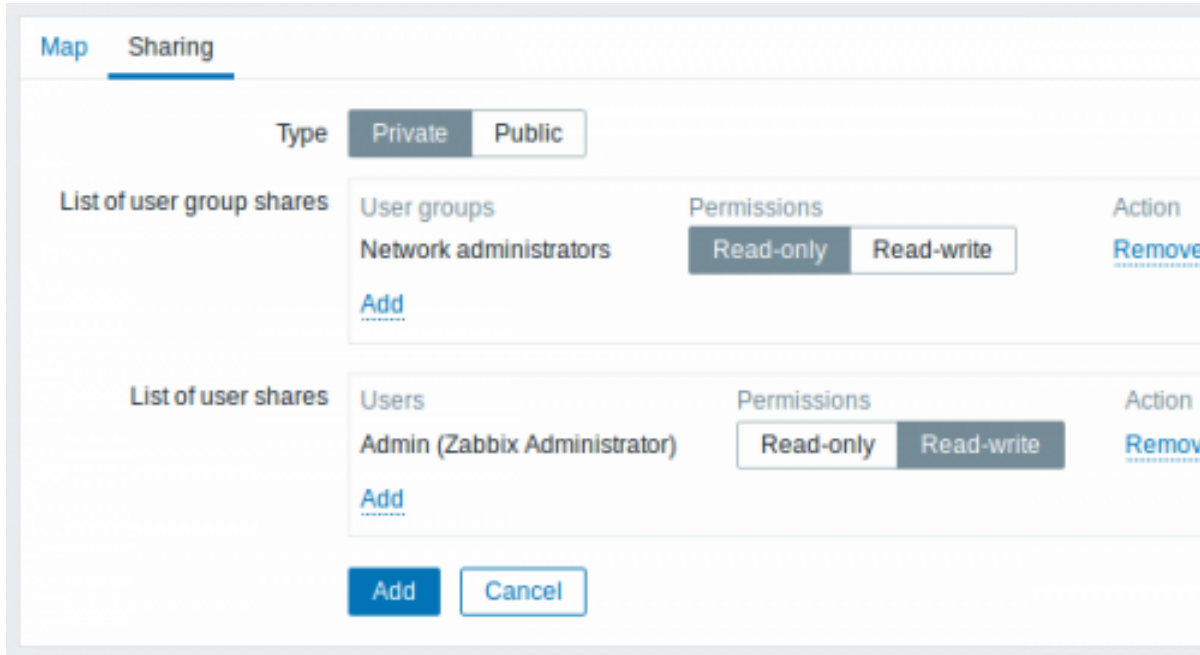 Map Sharing
Type Private Public
List of user group shares User groups Permissions Action
Network administrators Read-only Read-write Remove
Add
List of user shares Users Permissions Action
Admin (Zabbix Administrator) Read-only Read-write Remov
Add
Add Cancel